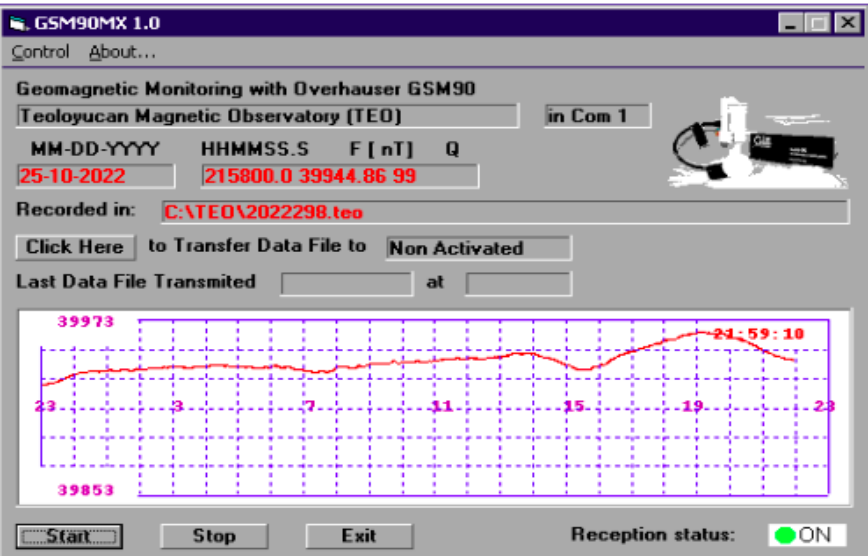 GSM90MX 1.0
Control About...
Geomagnetic Monitoring with Overhauser GSM90
Teoloyucan Magnetic Observatory (TEO) in Com 1
MM-DD-YYYY HHMMSS.S F [ nT] Q
25-10-2022 215800.0 39944.86 99
Recorded in: C:\TEO\2022298.teo
Click Here to Transfer Data File to Non Activated
Last Data File Transmited at
39973
21:59:10
23 3 7 11 15 19 23
39853
Start Stop Exit Reception status: ON